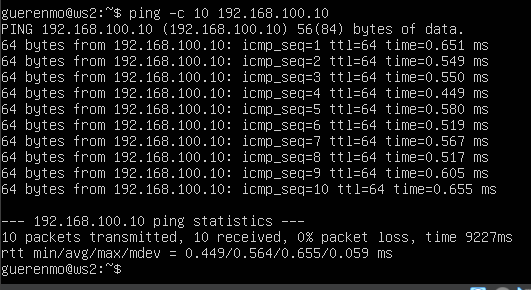 guerenmo@ws2:~$ ping -c 10 192.168.100.10
PING 192.168.100.10 (192.168.100.10) 56(84) bytes of data.
64 bytes from 192.168.100.10: icmp_seq=1 ttl=64 time=0.651 ms
64 bytes from 192.168.100.10: icmp_seq=2 ttl=64 time=0.549 ms
64 bytes from 192.168.100.10: icmp_seq=3 ttl=64 time=0.550 ms
64 bytes from 192.168.100.10: icmp_seq=4 ttl=64 time=0.449 ms
64 bytes from 192.168.100.10: icmp_seq=5 ttl=64 time=0.580 ms
64 bytes from 192.168.100.10: icmp_seq=6 ttl=64 time=0.519 ms
64 bytes from 192.168.100.10: icmp_seq=7 ttl=64 time=0.567 ms
64 bytes from 192.168.100.10: icmp_seq=8 ttl=64 time=0.517 ms
64 bytes from 192.168.100.10: icmp_seq=9 ttl=64 time=0.605 ms
64 bytes from 192.168.100.10: icmp_seq=10 ttl=64 time=0.655 ms
--- 192.168.100.10 ping statistics ---
10 packets transmitted, 10 received, 0% packet loss, time 9227ms
rtt min/avg/max/mdev = 0.449/0.564/0.655/0.059 ms
guerenmo@ws2:~$